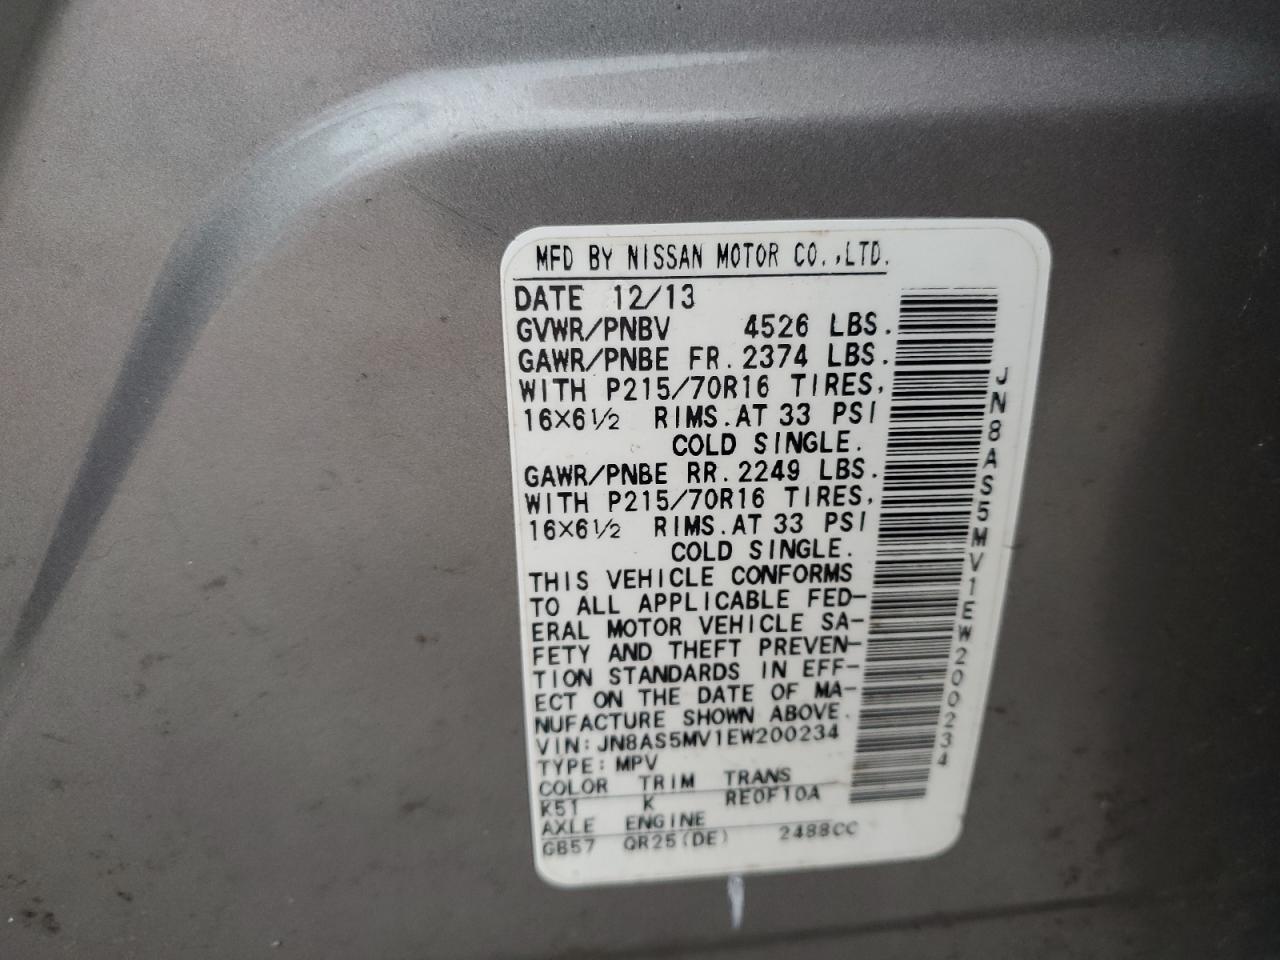 MFD BY NISSAN MOTOR CO.,LTD.
DATE 12/13
GVWR/PNBV 4526 LBS.
GAWR/PNBE FR. 2374 LBS.
WITH P215/70R16 TIRES,
16X6½ RIMS. AT 33 PSI
COLD SINGLE.
GAWR/PNBE RR. 2249 LBS.
WITH P215/70R16 TIRES,
16X6½ RIMS. AT 33 PSI
COLD SINGLE.
THIS VEHICLE CONFORMS
TO ALL APPLICABLE FED-
ERAL MOTOR VEHICLE SA-
FETY AND THEFT PREVEN-
TION STANDARDS IN EFF-
ECT ON THE DATE OF MA-
NUFACTURE SHOWN ABOVE.
VIN: JN8AS5MV1EW200234
TYPE: MPV
COLOR TRIM TRANS
K51 K RE0F10A
AXLE ENGINE
GB57 QR25(DE) 2488CC
JN8AS5MV1EW200234